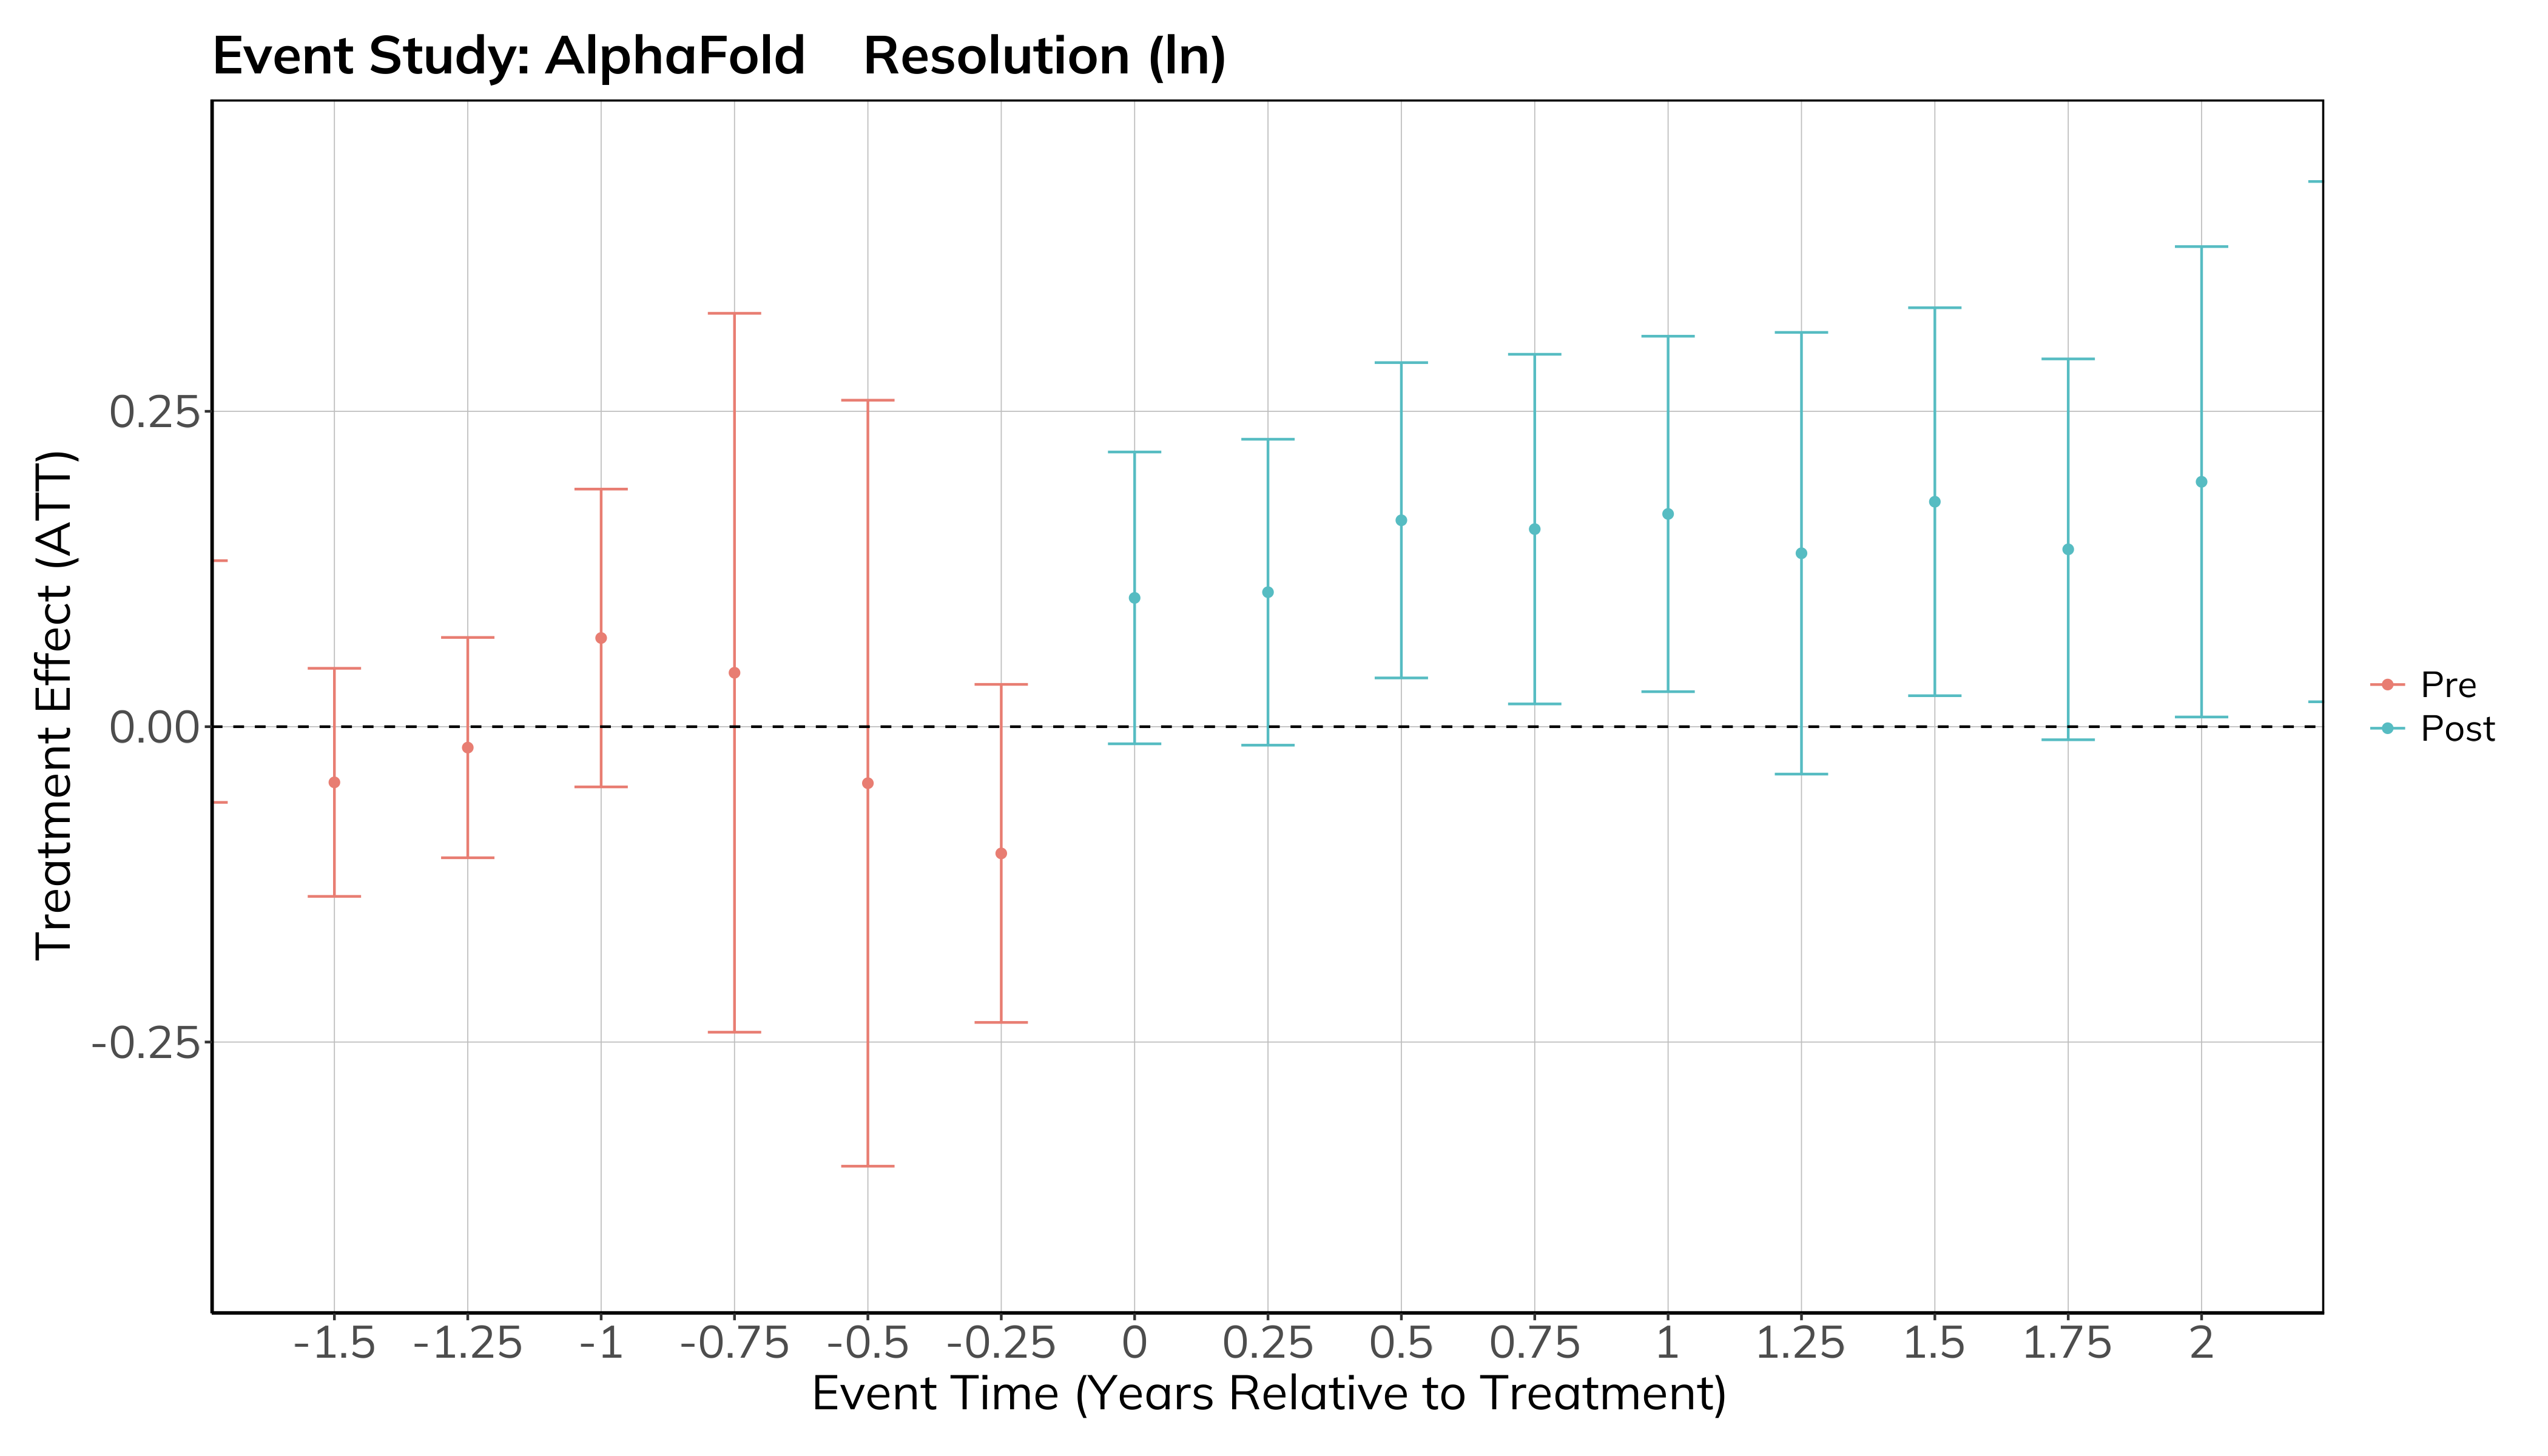 Event Study: AlphaFold Resolution (ln)
Treatment Effect (ATT)
0.25
0.00
-0.25
-1.5 -1.25 -1 -0.75 -0.5 -0.25 0 0.25 0.5 0.75 1 1.25 1.5 1.75 2
Event Time (Years Relative to Treatment)
Pre
Post